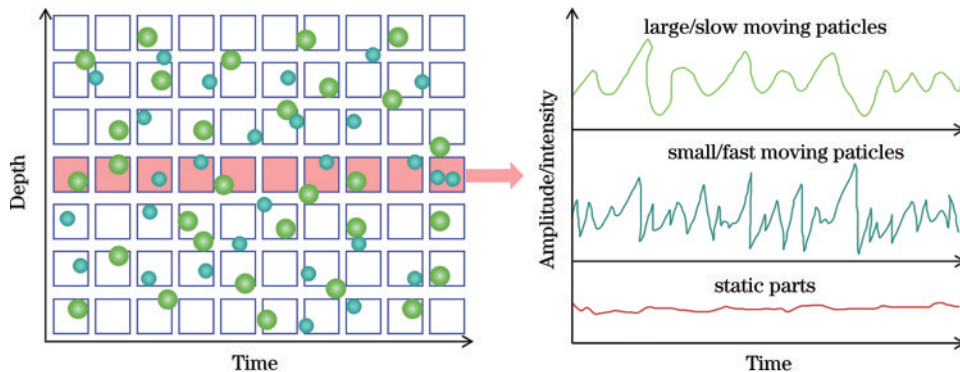 Depth
Time
Amplitude/intensity
large/slow moving paticles
small/fast moving paticles
static parts
Time